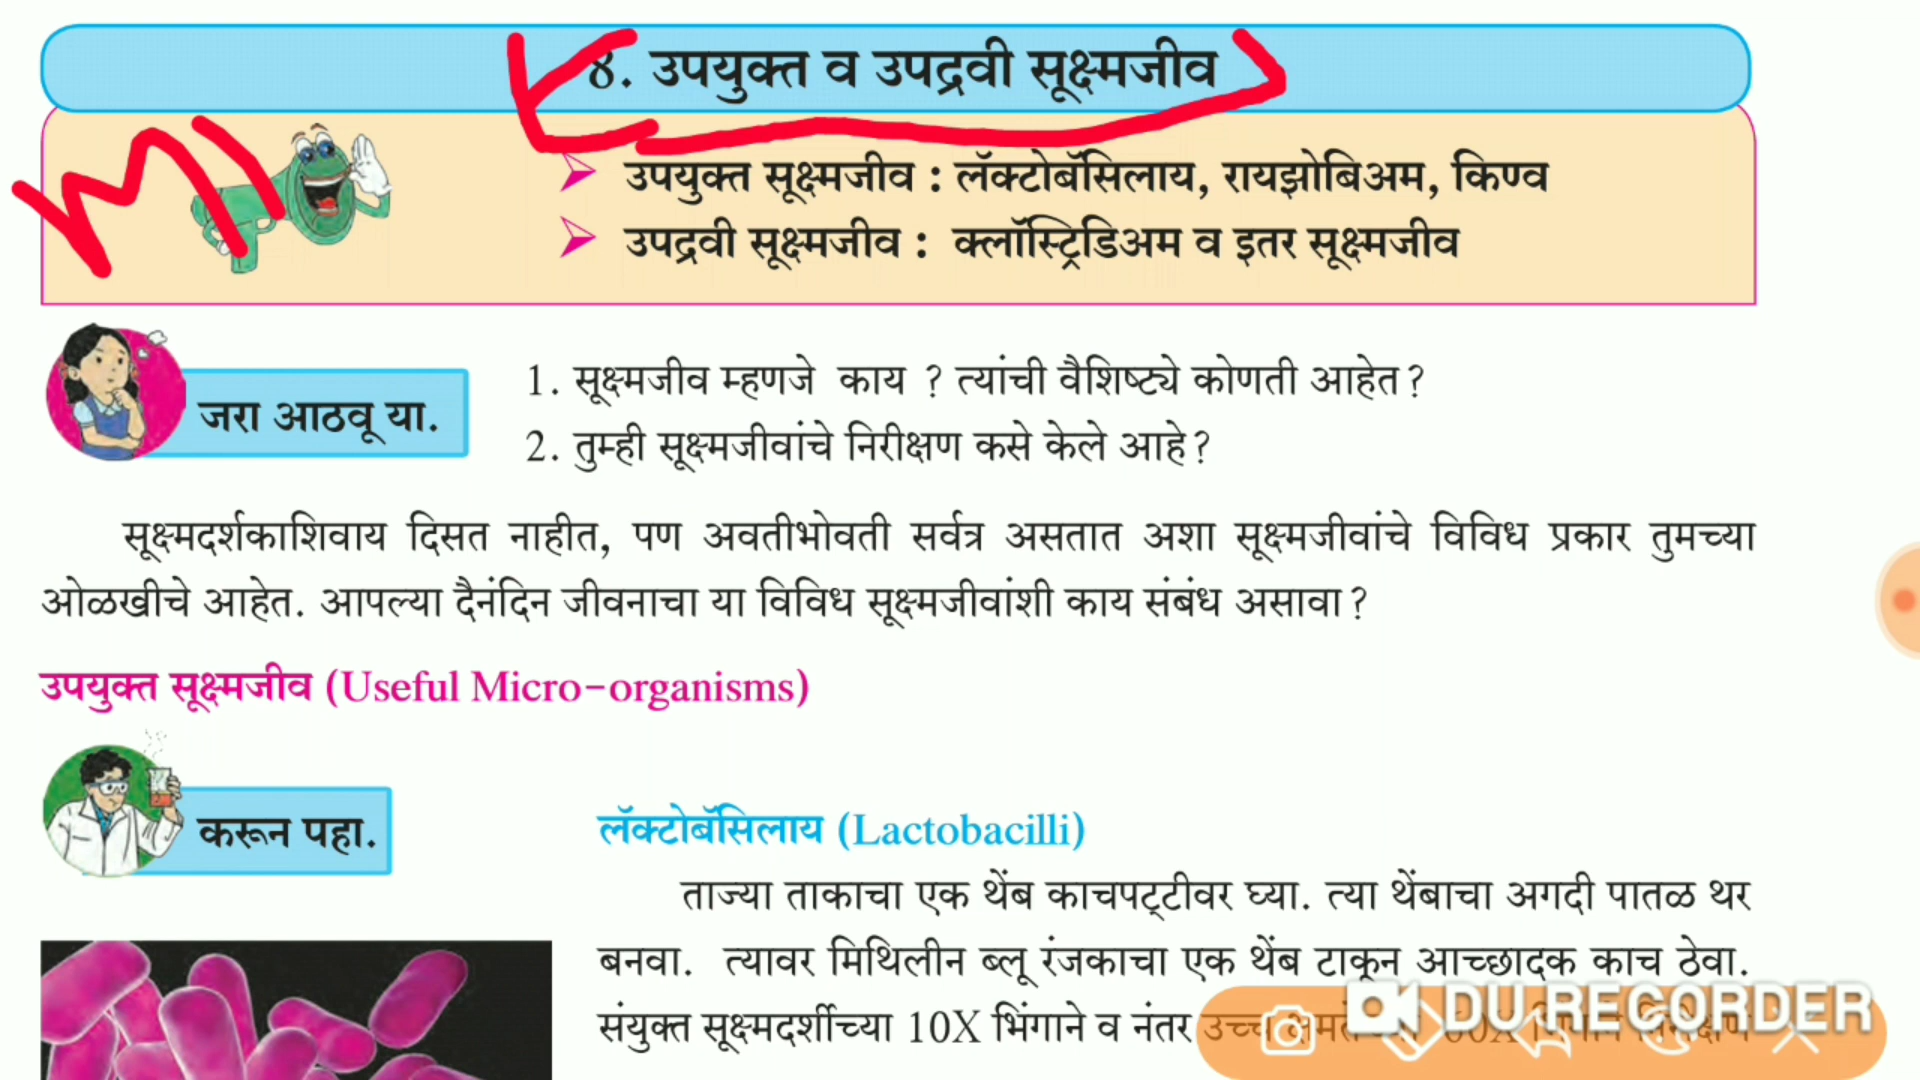 8. उपयुक्त व उपद्रवी सूक्ष्मजीव
उपयुक्त सूक्ष्मजीव : लॅक्टोबॅसिलाय, रायझोबिअम, किण्व
उपद्रवी सूक्ष्मजीव : क्लॉस्ट्रिडिअम व इतर सूक्ष्मजीव
जरा आठवू या.
1. सूक्ष्मजीव म्हणजे काय ? त्यांची वैशिष्ट्ये कोणती आहेत ?
2. तुम्ही सूक्ष्मजीवांचे निरीक्षण कसे केले आहे ?
सूक्ष्मदर्शकाशिवाय दिसत नाहीत, पण अवतीभोवती सर्वत्र असतात अशा सूक्ष्मजीवांचे विविध प्रकार तुमच्या
ओळखीचे आहेत. आपल्या दैनंदिन जीवनाचा या विविध सूक्ष्मजीवांशी काय संबंध असावा ?
उपयुक्त सूक्ष्मजीव (Useful Micro-organisms)
करून पहा.
लॅक्टोबॅसिलाय (Lactobacilli)
ताज्या ताकाचा एक थेंब काचपट्टीवर घ्या. त्या थेंबाचा अगदी पातळ थर
बनवा. त्यावर मिथिलीन ब्लू रंजकाचा एक थेंब टाकून आच्छादक काच ठेवा.
संयुक्त सूक्ष्मदर्शीच्या 10X भिंगाने व नंतर उच्च
DU RECORDER